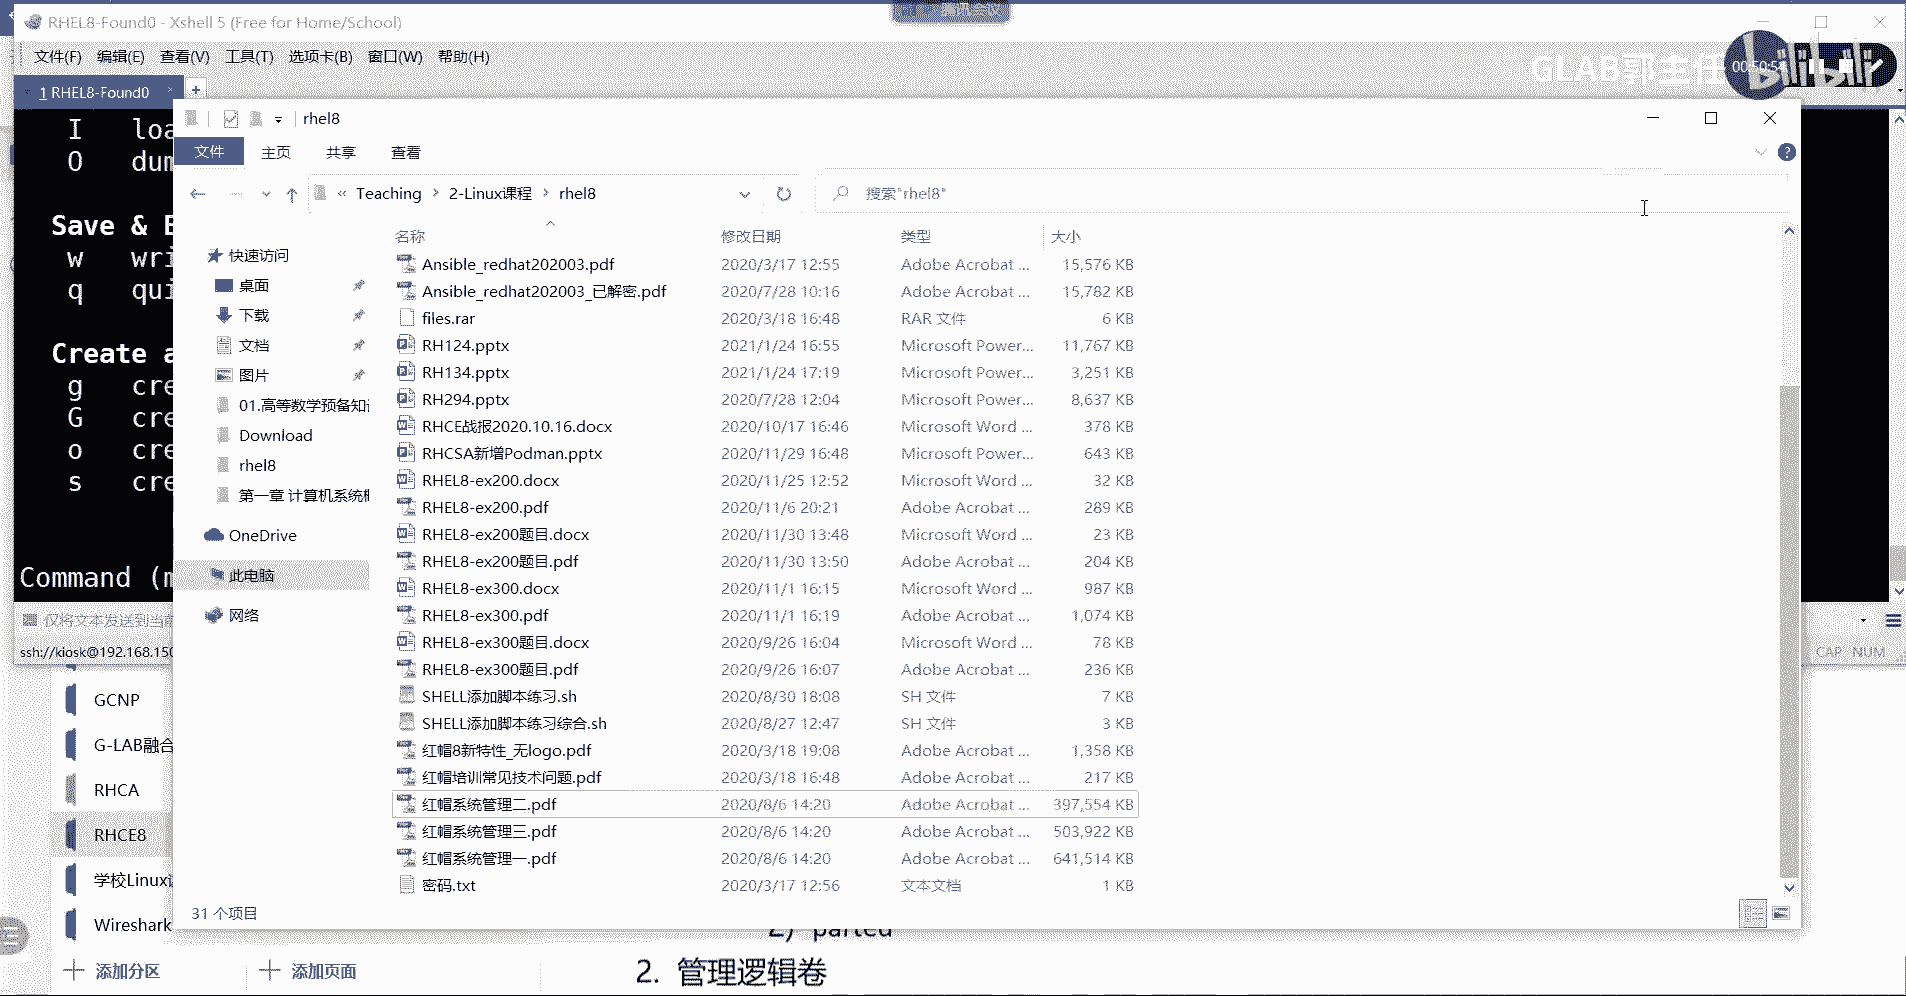 RHEL8-Found0 - Xshell 5 (Free for Home/School)
腾讯会议
文件(F) 编辑(E) 查看(V) 工具(T) 选项卡(B) 窗口(W) 帮助(H)
GLAB郭主任
bilibili
1 RHEL8-Found0
I loa
O dum
Save & E
w wri
q qui
Create a
g cre
G cre
o cre
s cre
Command (m
仅将文本发送到当前
ssh://kiosk@192.168.150
CAP NUM
rhel8
文件 主页 共享 查看
« Teaching > 2-Linux课程 > rhel8
搜索"rhel8"
快速访问
桌面
下载
文档
图片
01.高等数学预备知识
Download
rhel8
第一章 计算机系统概
OneDrive
此电脑
网络
名称 修改日期 类型 大小
Ansible_redhat202003.pdf 2020/3/17 12:55 Adobe Acrobat ... 15,576 KB
Ansible_redhat202003_已解密.pdf 2020/7/28 10:16 Adobe Acrobat ... 15,782 KB
files.rar 2020/3/18 16:48 RAR 文件 6 KB
RH124.pptx 2021/1/24 16:55 Microsoft Power... 11,767 KB
RH134.pptx 2021/1/24 17:19 Microsoft Power... 3,251 KB
RH294.pptx 2020/7/28 12:04 Microsoft Power... 8,637 KB
RHCE战报2020.10.16.docx 2020/10/17 16:46 Microsoft Word ... 378 KB
RHCSA新增Podman.pptx 2020/11/29 16:48 Microsoft Power... 643 KB
RHEL8-ex200.docx 2020/11/25 12:52 Microsoft Word ... 32 KB
RHEL8-ex200.pdf 2020/11/6 20:21 Adobe Acrobat ... 289 KB
RHEL8-ex200题目.docx 2020/11/30 13:48 Microsoft Word ... 23 KB
RHEL8-ex200题目.pdf 2020/11/30 13:50 Adobe Acrobat ... 204 KB
RHEL8-ex300.docx 2020/11/1 16:15 Microsoft Word ... 987 KB
RHEL8-ex300.pdf 2020/11/1 16:19 Adobe Acrobat ... 1,074 KB
RHEL8-ex300题目.docx 2020/9/26 16:04 Microsoft Word ... 78 KB
RHEL8-ex300题目.pdf 2020/9/26 16:07 Adobe Acrobat ... 236 KB
SHELL添加脚本练习.sh 2020/8/30 18:08 SH 文件 7 KB
SHELL添加脚本练习综合.sh 2020/8/27 12:47 SH 文件 3 KB
红帽8新特性_无logo.pdf 2020/3/18 19:08 Adobe Acrobat ... 1,358 KB
红帽培训常见技术问题.pdf 2020/3/18 16:48 Adobe Acrobat ... 217 KB
红帽系统管理二.pdf 2020/8/6 14:20 Adobe Acrobat ... 397,554 KB
红帽系统管理三.pdf 2020/8/6 14:20 Adobe Acrobat ... 503,922 KB
红帽系统管理一.pdf 2020/8/6 14:20 Adobe Acrobat ... 641,514 KB
密码.txt 2020/3/17 12:56 文本文档 1 KB
31 个项目
GCNP
G-LAB融合
RHCA
RHCE8
学校Linux
Wireshark
添加分区 添加页面
2) parted
2. 管理逻辑卷